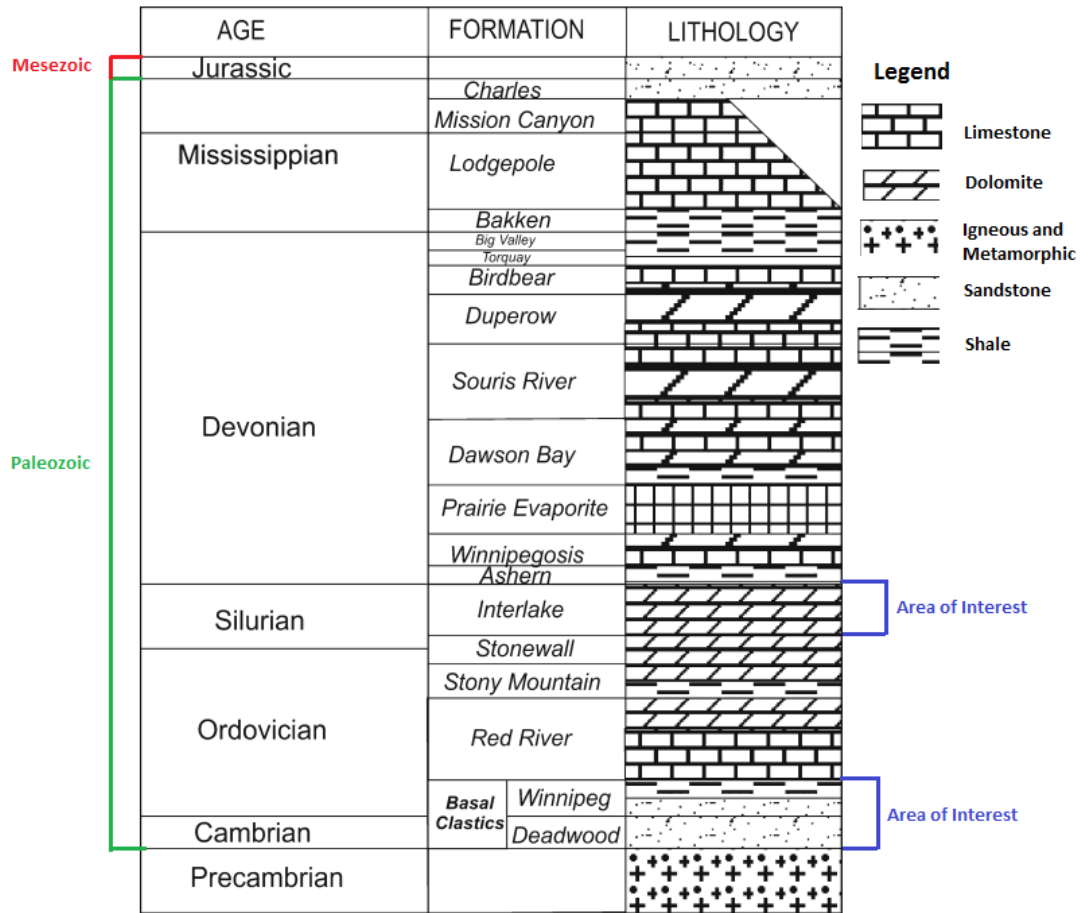 AGE FORMATION LITHOLOGY
Mesezoic
Jurassic
Charles
Mission Canyon
Mississippian
Lodgepole
Bakken
Big Valley
Torquay
Birdbear
Duperow
Souris River
Devonian
Paleozoic
Dawson Bay
Prairie Evaporite
Winnipegosis
Ashern
Interlake
Area of Interest
Silurian
Stonewall
Stony Mountain
Ordovician
Red River
Basal
Clastics
Winnipeg
Area of Interest
Cambrian
Deadwood
Precambrian
Legend
Limestone
Dolomite
Igneous and
Metamorphic
Sandstone
Shale